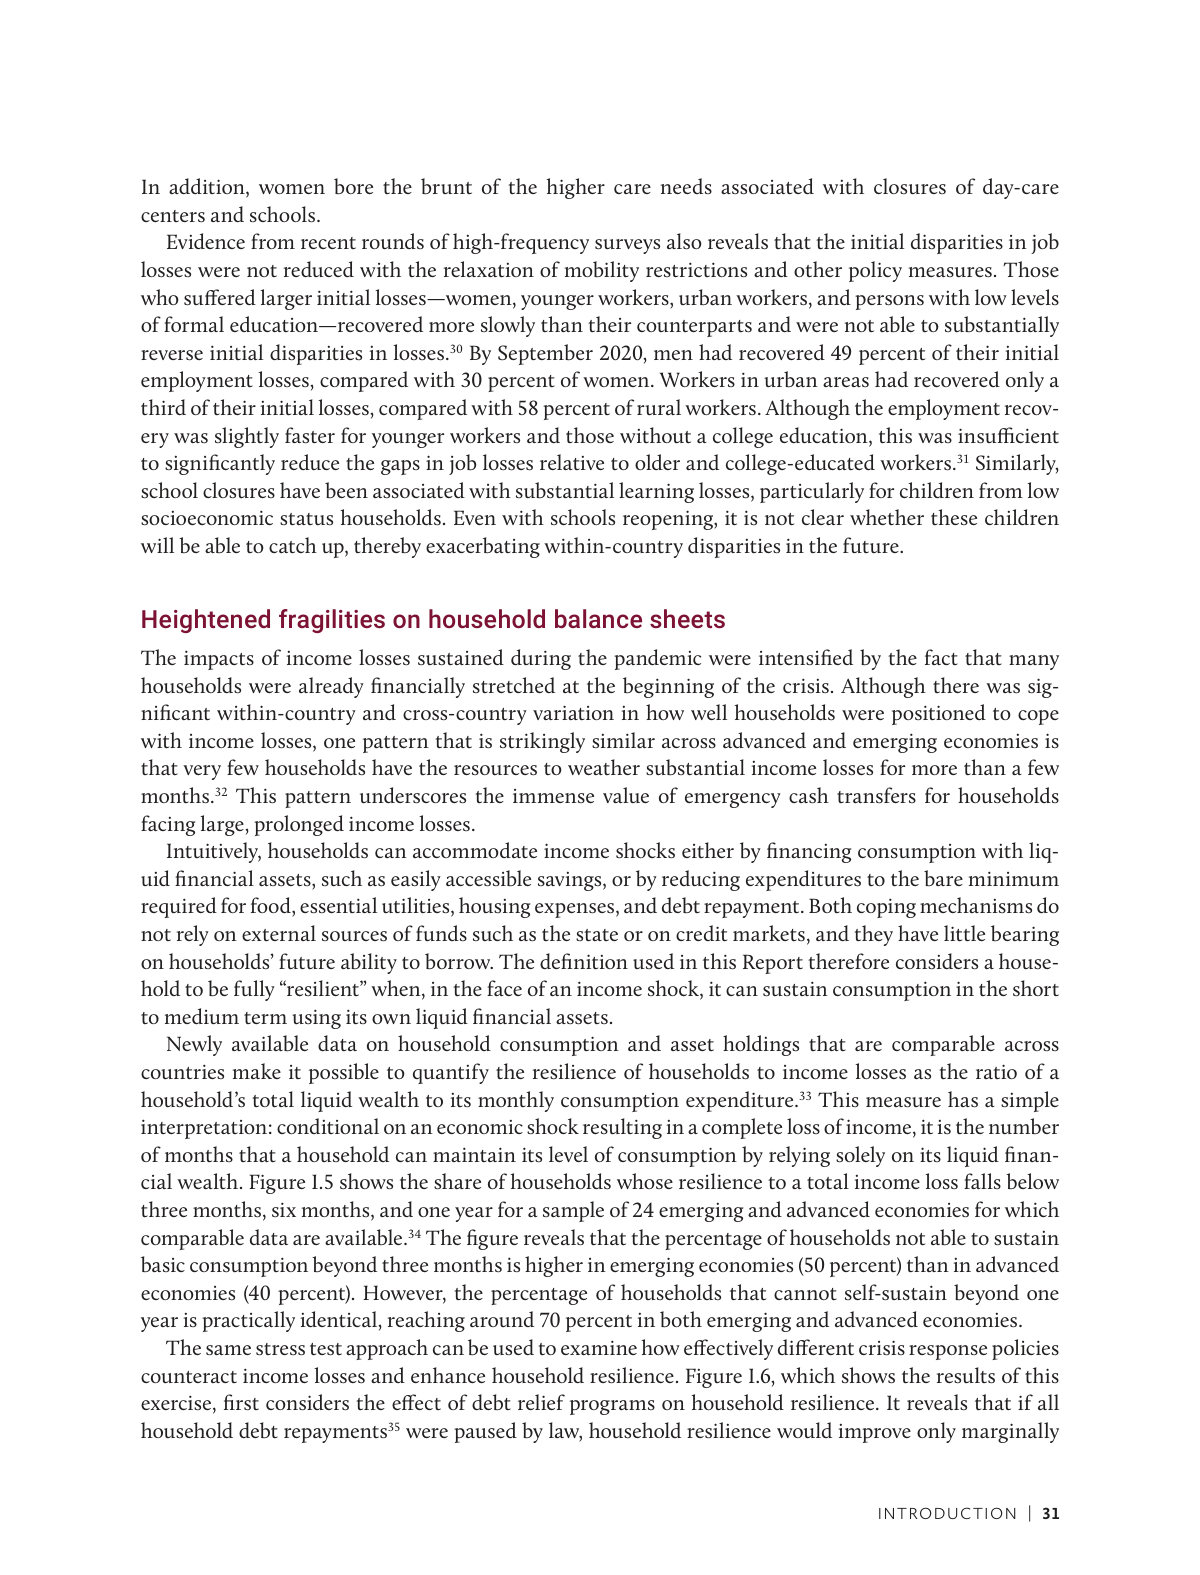 In addition, women bore the brunt of the higher care needs associated with closures of day-care
centers and schools.
Evidence from recent rounds of high-frequency surveys also reveals that the initial disparities in job
losses were not reduced with the relaxation of mobility restrictions and other policy measures. Those
who suffered larger initial losses—women, younger workers, urban workers, and persons with low levels
of formal education—recovered more slowly than their counterparts and were not able to substantially
reverse initial disparities in losses.³⁰ By September 2020, men had recovered 49 percent of their initial
employment losses, compared with 30 percent of women. Workers in urban areas had recovered only a
third of their initial losses, compared with 58 percent of rural workers. Although the employment recov-
ery was slightly faster for younger workers and those without a college education, this was insufficient
to significantly reduce the gaps in job losses relative to older and college-educated workers.³¹ Similarly,
school closures have been associated with substantial learning losses, particularly for children from low
socioeconomic status households. Even with schools reopening, it is not clear whether these children
will be able to catch up, thereby exacerbating within-country disparities in the future.
Heightened fragilities on household balance sheets
The impacts of income losses sustained during the pandemic were intensified by the fact that many
households were already financially stretched at the beginning of the crisis. Although there was sig-
nificant within-country and cross-country variation in how well households were positioned to cope
with income losses, one pattern that is strikingly similar across advanced and emerging economies is
that very few households have the resources to weather substantial income losses for more than a few
months.³² This pattern underscores the immense value of emergency cash transfers for households
facing large, prolonged income losses.
Intuitively, households can accommodate income shocks either by financing consumption with liq-
uid financial assets, such as easily accessible savings, or by reducing expenditures to the bare minimum
required for food, essential utilities, housing expenses, and debt repayment. Both coping mechanisms do
not rely on external sources of funds such as the state or on credit markets, and they have little bearing
on households’ future ability to borrow. The definition used in this Report therefore considers a house-
hold to be fully “resilient” when, in the face of an income shock, it can sustain consumption in the short
to medium term using its own liquid financial assets.
Newly available data on household consumption and asset holdings that are comparable across
countries make it possible to quantify the resilience of households to income losses as the ratio of a
household’s total liquid wealth to its monthly consumption expenditure.³³ This measure has a simple
interpretation: conditional on an economic shock resulting in a complete loss of income, it is the number
of months that a household can maintain its level of consumption by relying solely on its liquid finan-
cial wealth. Figure I.5 shows the share of households whose resilience to a total income loss falls below
three months, six months, and one year for a sample of 24 emerging and advanced economies for which
comparable data are available.³⁴ The figure reveals that the percentage of households not able to sustain
basic consumption beyond three months is higher in emerging economies (50 percent) than in advanced
economies (40 percent). However, the percentage of households that cannot self-sustain beyond one
year is practically identical, reaching around 70 percent in both emerging and advanced economies.
The same stress test approach can be used to examine how effectively different crisis response policies
counteract income losses and enhance household resilience. Figure I.6, which shows the results of this
exercise, first considers the effect of debt relief programs on household resilience. It reveals that if all
household debt repayments³⁵ were paused by law, household resilience would improve only marginally
INTRODUCTION | 31